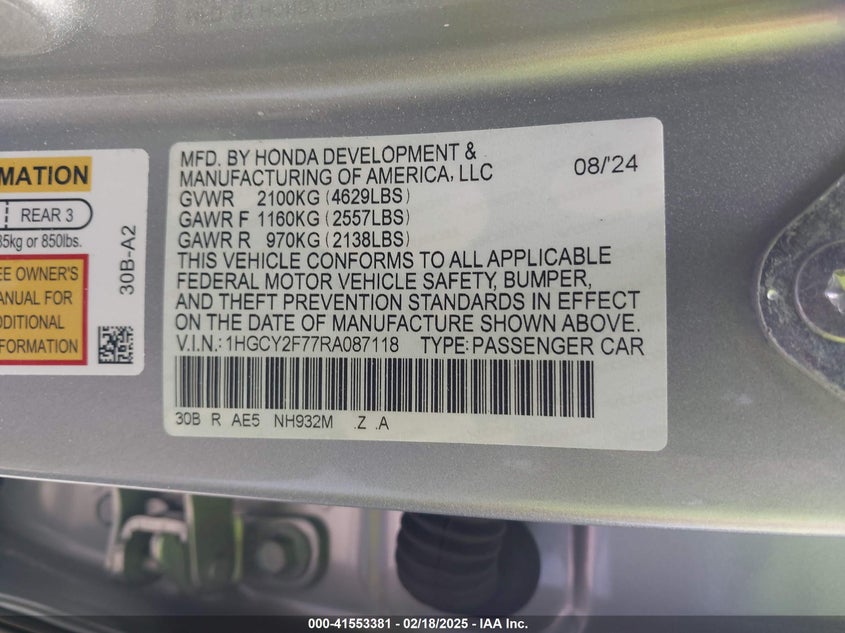 MATION
REAR 3
35kg or 850lbs.
EE OWNER'S
ANUAL FOR
DDITIONAL
FORMATION
30B-A2
MFD. BY HONDA DEVELOPMENT &
MANUFACTURING OF AMERICA, LLC 08/'24
GVWR 2100KG (4629LBS)
GAWR F 1160KG (2557LBS)
GAWR R 970KG (2138LBS)
THIS VEHICLE CONFORMS TO ALL APPLICABLE
FEDERAL MOTOR VEHICLE SAFETY, BUMPER,
AND THEFT PREVENTION STANDARDS IN EFFECT
ON THE DATE OF MANUFACTURE SHOWN ABOVE.
V.I.N.: 1HGCY2F77RA087118 TYPE: PASSENGER CAR
30B R AE5 NH932M .Z .A
000-41553381 - 02/18/2025 - IAA Inc.